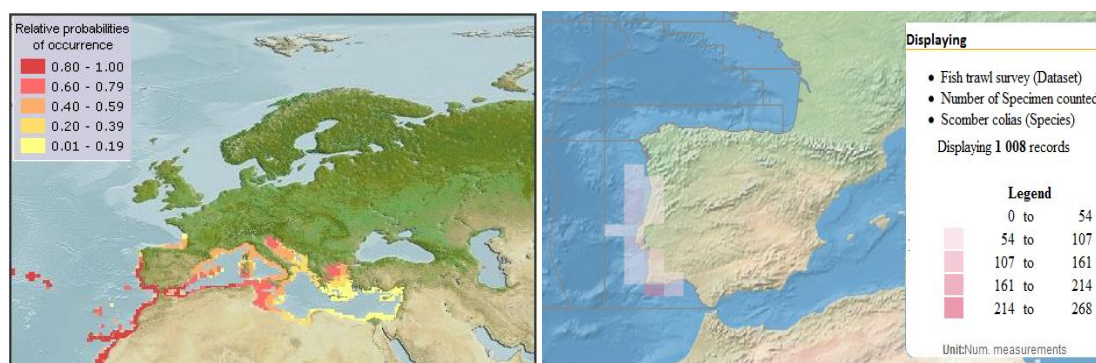 Relative probabilities
of occurrence
0.80 - 1.00
0.60 - 0.79
0.40 - 0.59
0.20 - 0.39
0.01 - 0.19
Displaying
• Fish trawl survey (Dataset)
• Number of Specimen counted
• Scomber colias (Species)
Displaying 1 008 records
Legend
0 to 54
54 to 107
107 to 161
161 to 214
214 to 268
Unit:Num. measurements